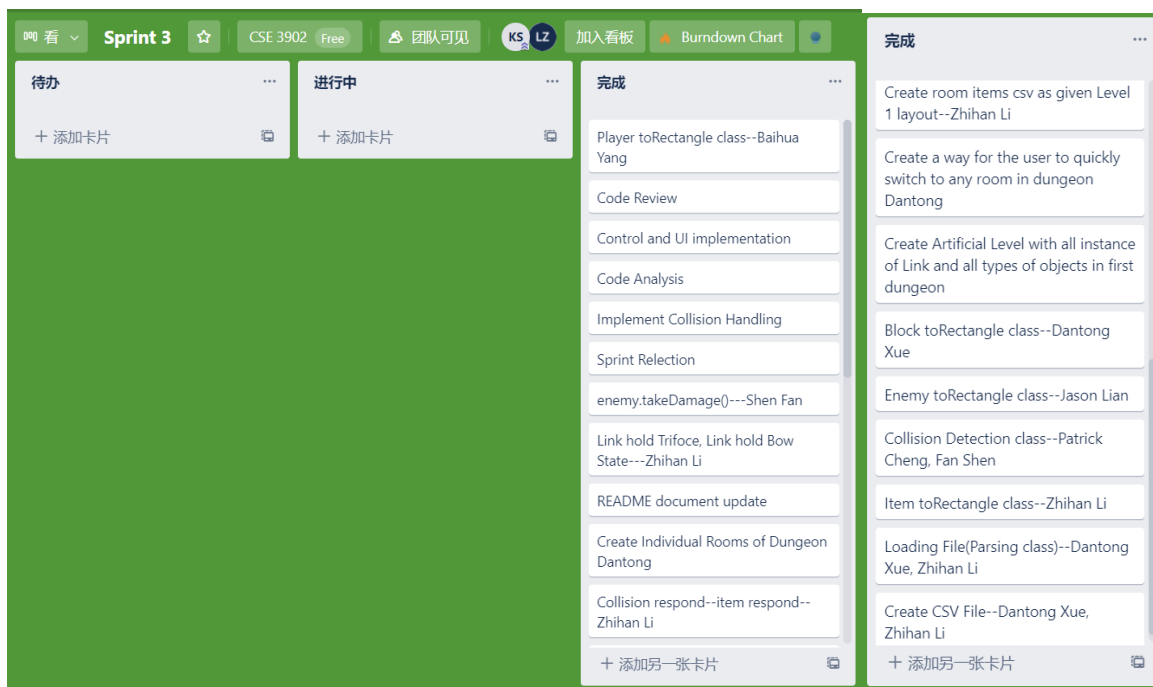 看
Sprint 3
CSE 3902 Free
团队可见
KS LZ
加入看板
Burndown Chart
待办
添加卡片
进行中
添加卡片
完成
Player toRectangle class--Baihua
Yang
Code Review
Control and UI implementation
Code Analysis
Implement Collision Handling
Sprint Relection
enemy.takeDamage()---Shen Fan
Link hold Trifoce, Link hold Bow
State---Zhihan Li
README document update
Create Individual Rooms of Dungeon
Dantong
Collision respond--item respond--
Zhihan Li
添加另一张卡片
完成
Create room items csv as given Level
1 layout--Zhihan Li
Create a way for the user to quickly
switch to any room in dungeon
Dantong
Create Artificial Level with all instance
of Link and all types of objects in first
dungeon
Block toRectangle class--Dantong
Xue
Enemy toRectangle class--Jason Lian
Collision Detection class--Patrick
Cheng, Fan Shen
Item toRectangle class--Zhihan Li
Loading File(Parsing class)--Dantong
Xue, Zhihan Li
Create CSV File--Dantong Xue,
Zhihan Li
添加另一张卡片